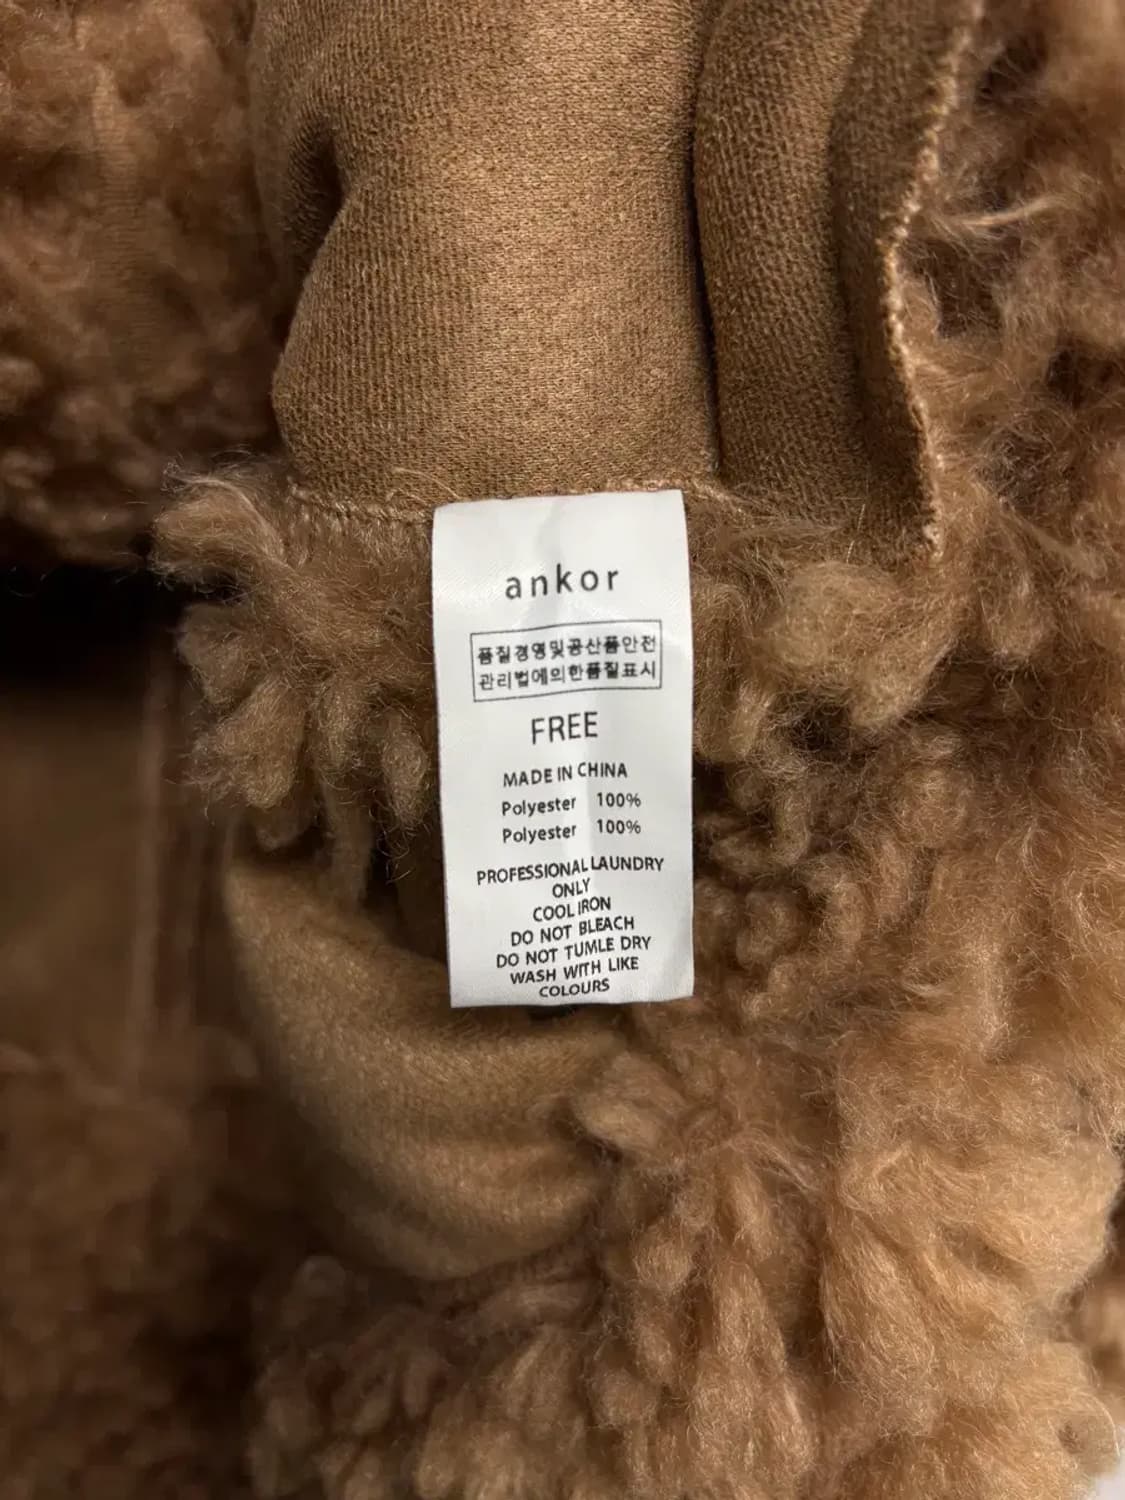 ankor
품질경영및공산품안전
관리법에의한품질표시
FREE
MADE IN CHINA
Polyester 100%
Polyester 100%
PROFESSIONAL LAUNDRY
ONLY
COOL IRON
DO NOT BLEACH
DO NOT TUMLE DRY
WASH WITH LIKE
COLOURS